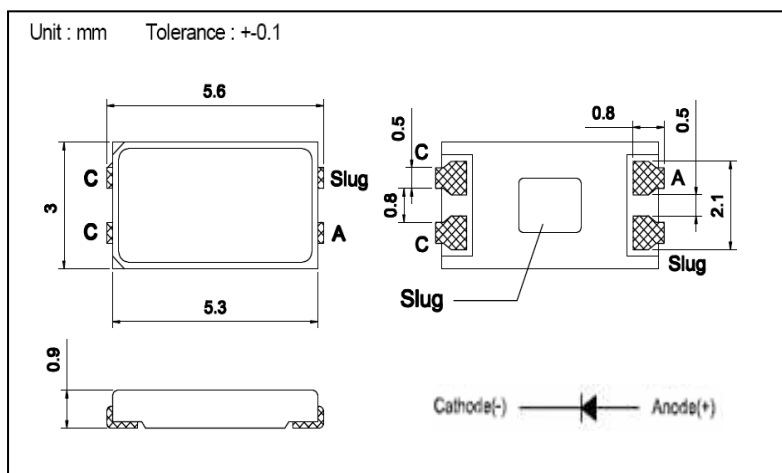 Unit : mm Tolerance : +-0.1
5.6
3
C
C
Slug
A
5.3
0.9
0.8
0.5
0.5
C
A
0.8
2.1
C
Slug
Slug
Cathode(-) Anode(+)